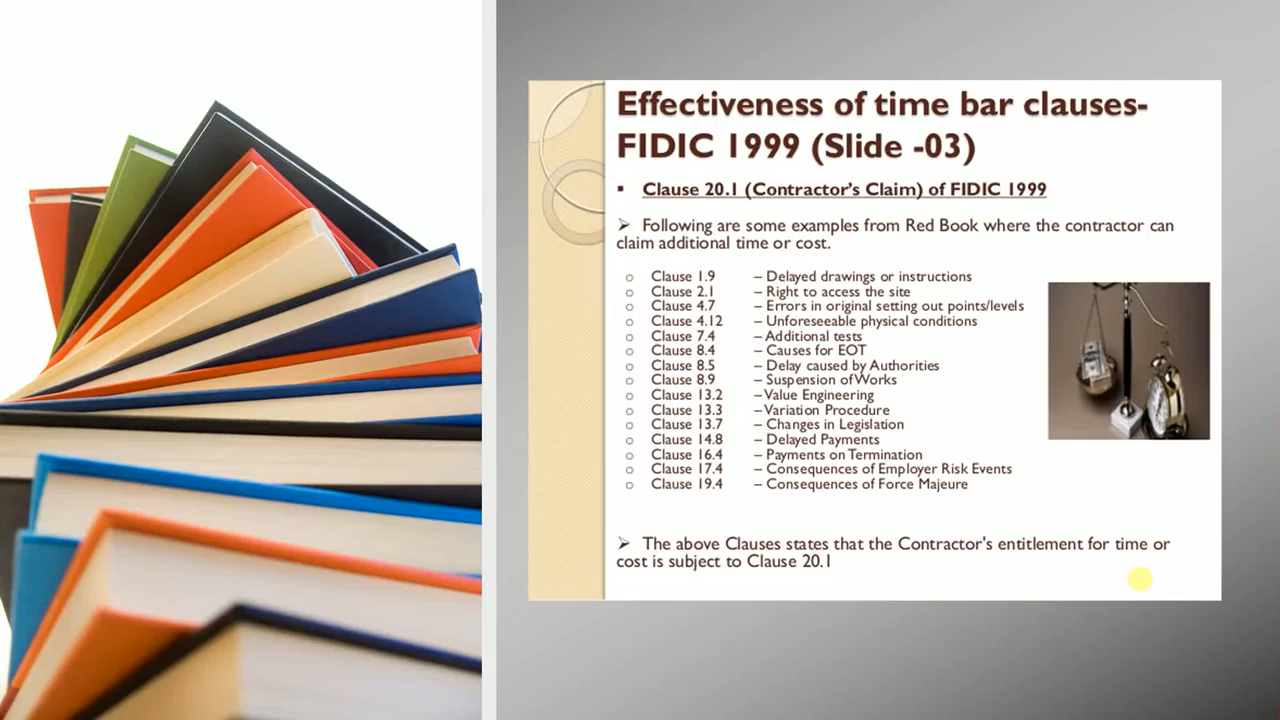 Effectiveness of time bar clauses-
FIDIC 1999 (Slide -03)
▪ Clause 20.1 (Contractor's Claim) of FIDIC 1999
➢ Following are some examples from Red Book where the contractor can
claim additional time or cost.
o Clause 1.9 – Delayed drawings or instructions
o Clause 2.1 – Right to access the site
o Clause 4.7 – Errors in original setting out points/levels
o Clause 4.12 – Unforeseeable physical conditions
o Clause 7.4 – Additional tests
o Clause 8.4 – Causes for EOT
o Clause 8.5 – Delay caused by Authorities
o Clause 8.9 – Suspension of Works
o Clause 13.2 – Value Engineering
o Clause 13.3 – Variation Procedure
o Clause 13.7 – Changes in Legislation
o Clause 14.8 – Delayed Payments
o Clause 16.4 – Payments on Termination
o Clause 17.4 – Consequences of Employer Risk Events
o Clause 19.4 – Consequences of Force Majeure
➢ The above Clauses states that the Contractor's entitlement for time or
cost is subject to Clause 20.1